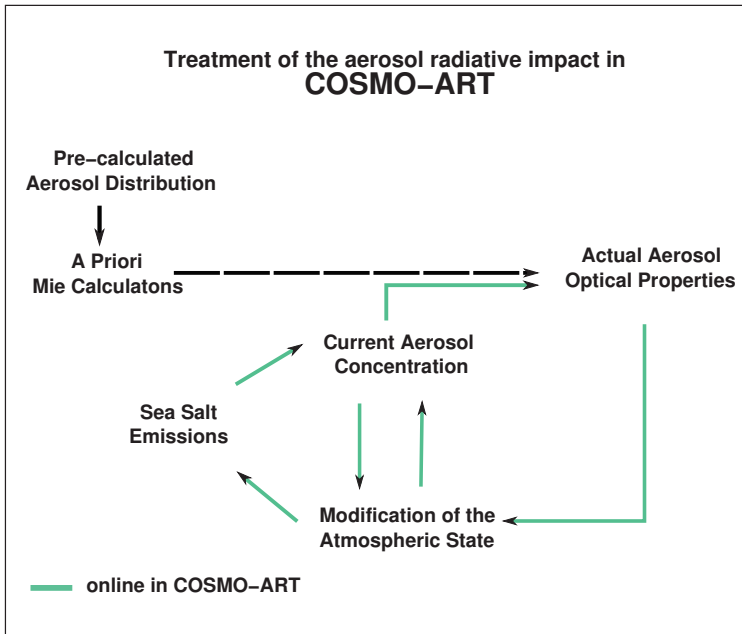 Treatment of the aerosol radiative impact in
COSMO−ART
Pre−calculated
Aerosol Distribution
A Priori
Mie Calculatons
Actual Aerosol
Optical Properties
Current Aerosol
Concentration
Sea Salt
Emissions
Modification of the
Atmospheric State
online in COSMO−ART